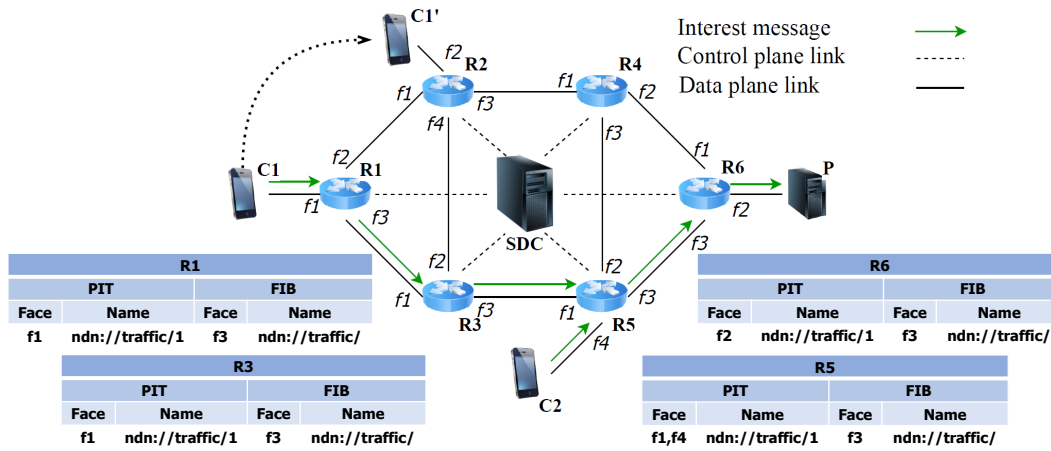 C1'
Interest message
Control plane link
Data plane link
f2
R2
R4
f1
f3
f1
f2
f4
f3
f2
f1
C1
R1
R6
P
f1
f3
SDC
f2
f3
f2
f2
f1
f3
f1
f3
R3
R5
f4
C2
R1
PIT FIB
Face Name Face Name
f1 ndn://traffic/1 f3 ndn://traffic/
R6
PIT FIB
Face Name Face Name
f2 ndn://traffic/1 f3 ndn://traffic/
R3
PIT FIB
Face Name Face Name
f1 ndn://traffic/1 f3 ndn://traffic/
R5
PIT FIB
Face Name Face Name
f1,f4 ndn://traffic/1 f3 ndn://traffic/